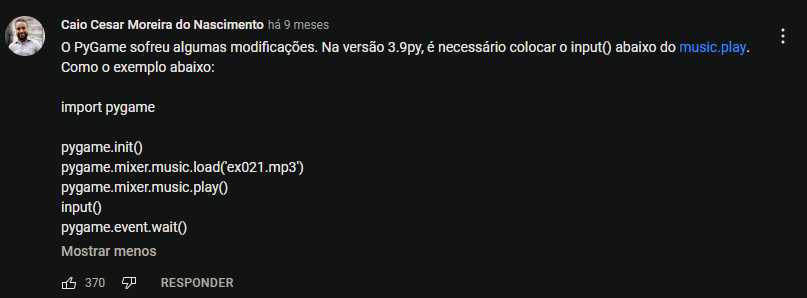 Caio Cesar Moreira do Nascimento há 9 meses
O PyGame sofreu algumas modificações. Na versão 3.9py, é necessário colocar o input() abaixo do music.play.
Como o exemplo abaixo:
import pygame
pygame.init()
pygame.mixer.music.load('ex021.mp3')
pygame.mixer.music.play()
input()
pygame.event.wait()
Mostrar menos
370 RESPONDER